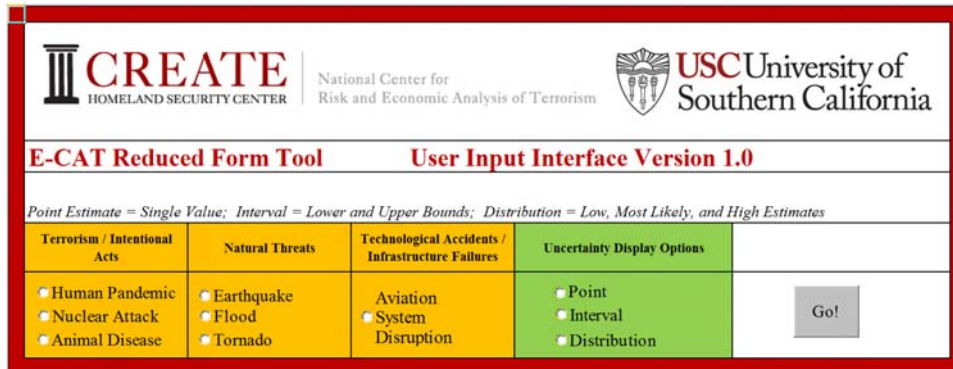 CREATE
HOMELAND SECURITY CENTER
National Center for
Risk and Economic Analysis of Terrorism
USC University of
Southern California
E-CAT Reduced Form Tool User Input Interface Version 1.0
Point Estimate = Single Value; Interval = Lower and Upper Bounds; Distribution = Low, Most Likely, and High Estimates
Terrorism / Intentional
Acts
Natural Threats
Technological Accidents /
Infrastructure Failures
Uncertainty Display Options
Human Pandemic
Nuclear Attack
Animal Disease
Earthquake
Flood
Tornado
Aviation
System
Disruption
Point
Interval
Distribution
Go!